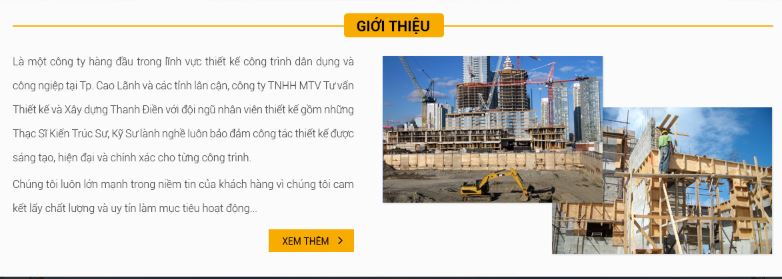 GIỚI THIỆU
Là một công ty hàng đầu trong lĩnh vực thiết kế công trình dân dụng và
công ngiệp tại Tp. Cao Lãnh và các tỉnh lân cận, công ty TNHH MTV Tư vấn
Thiết kế và Xây dựng Thanh Điền với đội ngũ nhân viên thiết kế gồm những
Thạc Sĩ Kiến Trúc Sư, Kỹ Sư lành nghề luôn bảo đảm công tác thiết kế được
sáng tạo, hiện đại và chính xác cho từng công trình.
Chúng tôi luôn lớn mạnh trong niềm tin của khách hàng vì chúng tôi cam
kết lấy chất lượng và uy tín làm mục tiêu hoạt động...
XEM THÊM